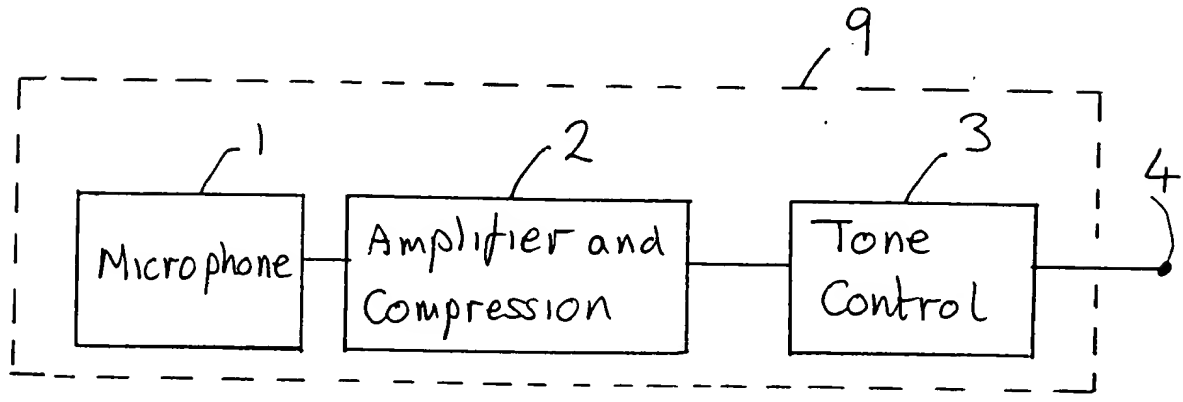 9
1
2
3
4
Microphone
Amplifier and
Compression
Tone
Control